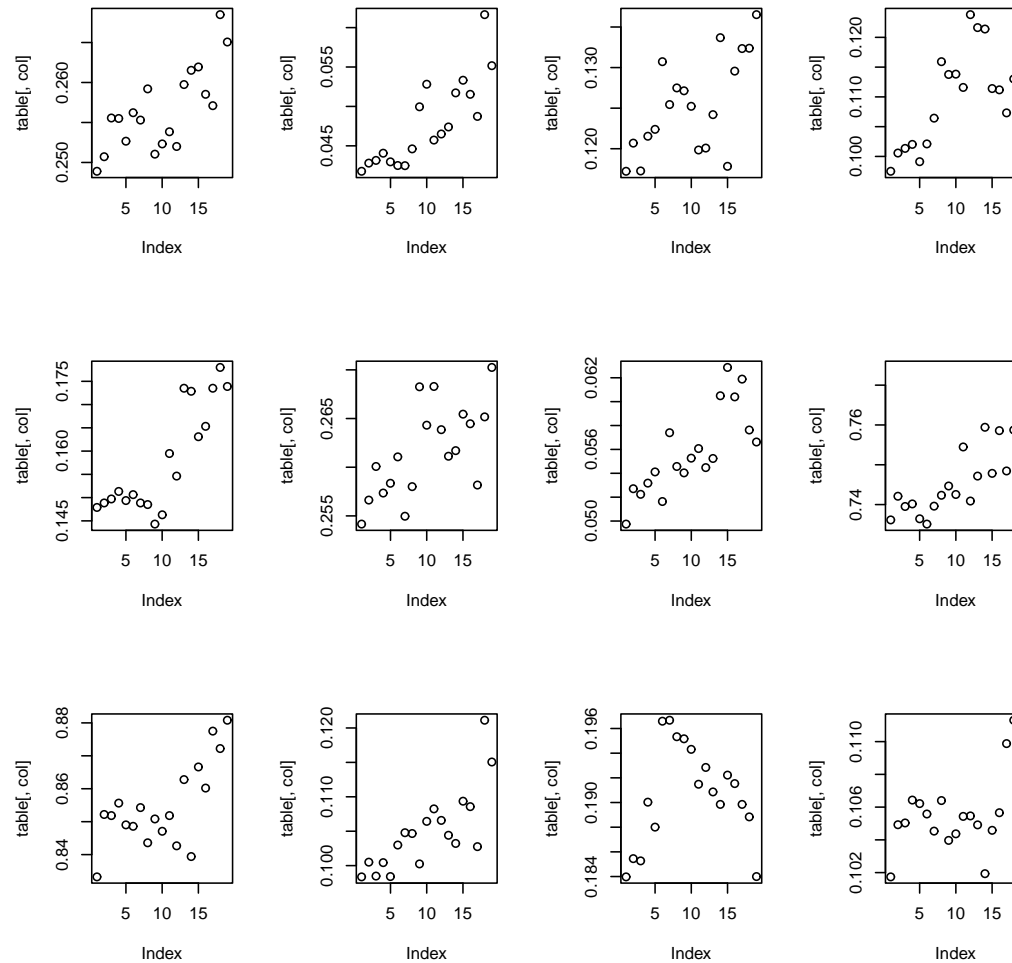 table[, col]
0.250
0.260
5
10
15
Index
table[, col]
0.045
0.055
5
10
15
Index
table[, col]
0.120
0.130
5
10
15
Index
table[, col]
0.100
0.110
0.120
5
10
15
Index
table[, col]
0.145
0.160
0.175
5
10
15
Index
table[, col]
0.255
0.265
5
10
15
Index
table[, col]
0.050
0.056
0.062
5
10
15
Index
table[, col]
0.74
0.76
5
10
15
Index
table[, col]
0.84
0.86
0.88
5
10
15
Index
table[, col]
0.100
0.110
0.120
5
10
15
Index
table[, col]
0.184
0.190
0.196
5
10
15
Index
table[, col]
0.102
0.106
0.110
5
10
15
Index